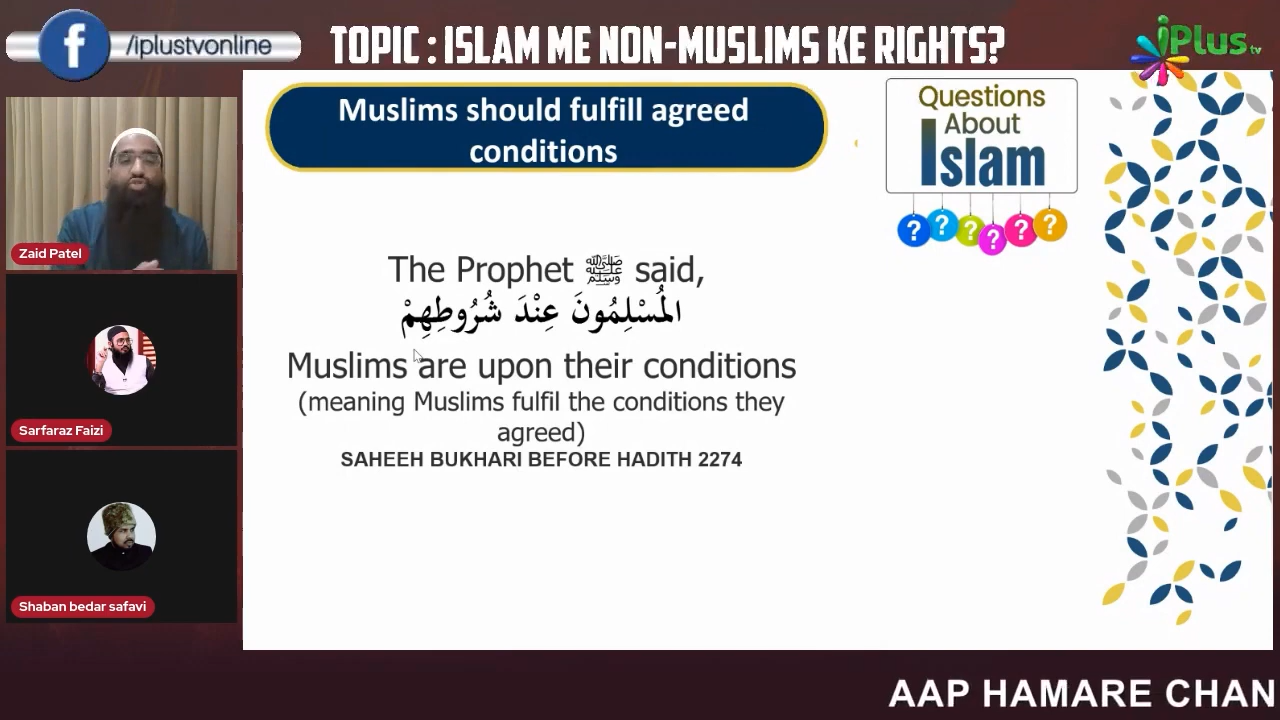 /iplustvonline
TOPIC : ISLAM ME NON-MUSLIMS KE RIGHTS?
iPlus tv
Muslims should fulfill agreed
conditions
Questions
About
Islam
? ? ? ? ? ?
Zaid Patel
The Prophet ﷺ said,
المُسْلِمُونَ عِنْدَ شُرُوطِهِمْ
Muslims are upon their conditions
(meaning Muslims fulfil the conditions they
agreed)
SAHEEH BUKHARI BEFORE HADITH 2274
Sarfaraz Faizi
Shaban bedar safavi
AAP HAMARE CHAN